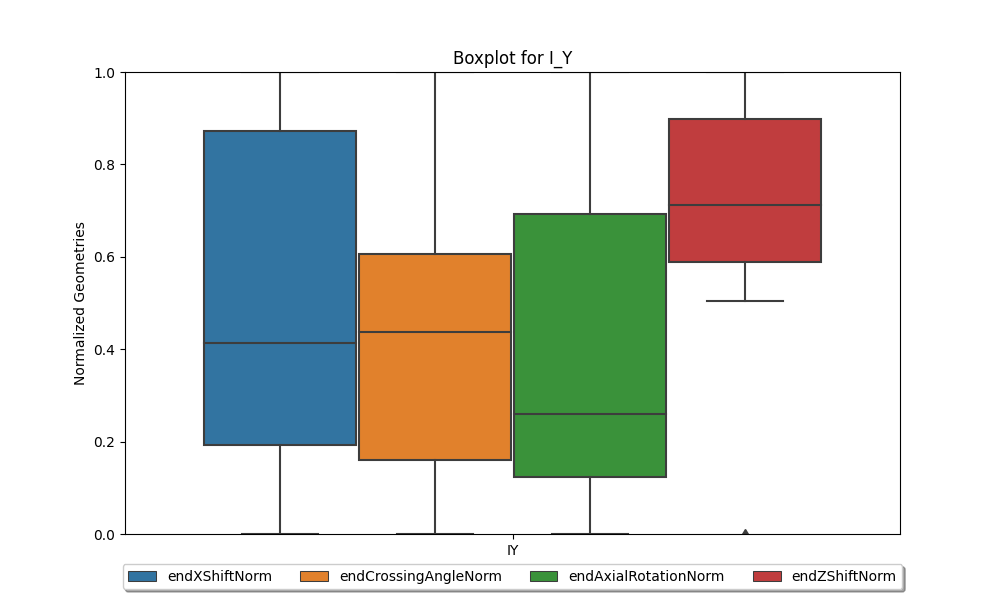 Boxplot for I_Y
Normalized Geometries
1.0
0.8
0.6
0.4
0.2
0.0
IY
endXShiftNorm endCrossingAngleNorm endAxialRotationNorm endZShiftNorm